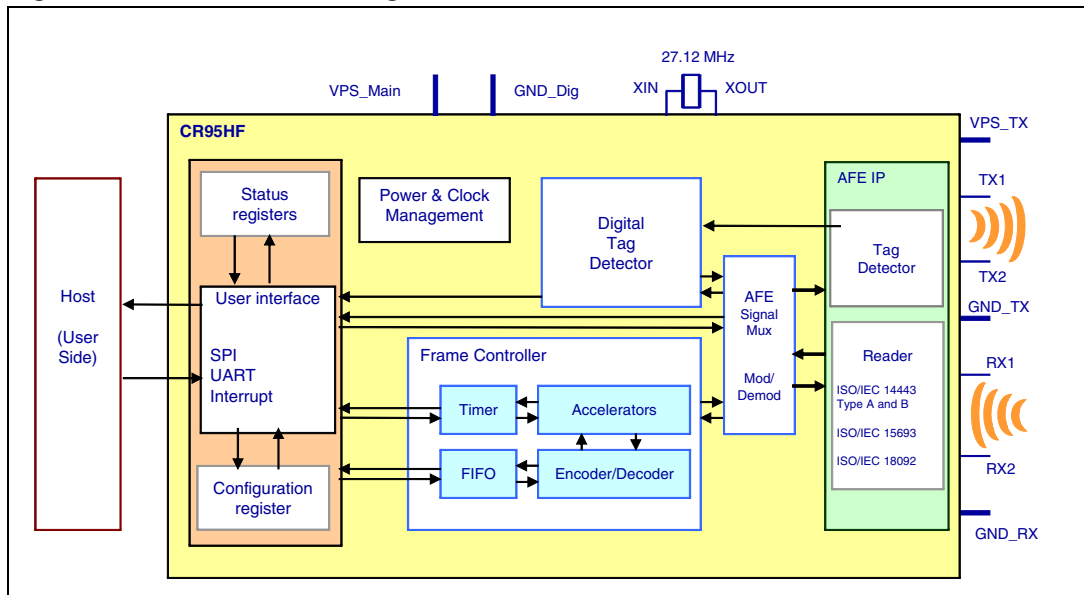 27.12 MHz
VPS_Main
GND_Dig
XIN
XOUT
VPS_TX
CR95HF
Status
registers
Power & Clock
Management
Digital
Tag
Detector
AFE IP
TX1
Tag
Detector
TX2
Host
(User
Side)
User interface
SPI
UART
Interrupt
AFE
Signal
Mux
Mod/
Demod
GND_TX
Frame Controller
Timer
Accelerators
FIFO
Encoder/Decoder
Reader
ISO/IEC 14443
Type A and B
ISO/IEC 15693
ISO/IEC 18092
RX1
RX2
Configuration
register
GND_RX